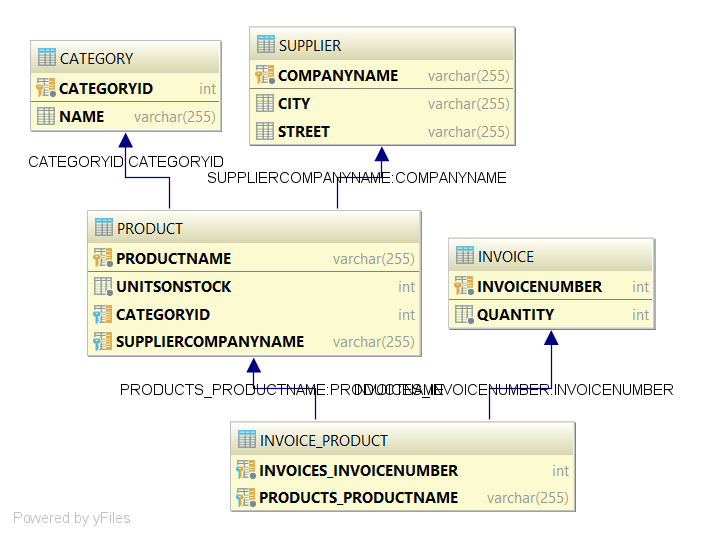 CATEGORY
CATEGORYID int
NAME varchar(255)
SUPPLIER
COMPANYNAME varchar(255)
CITY varchar(255)
STREET varchar(255)
CATEGORYID:CATEGORYID
SUPPLIERCOMPANYNAME:COMPANYNAME
PRODUCT
PRODUCTNAME varchar(255)
UNITSONSTOCK int
CATEGORYID int
SUPPLIERCOMPANYNAME varchar(255)
INVOICE
INVOICENUMBER int
QUANTITY int
PRODUCTS_PRODUCTNAME:PRODUCTNAME
INVOICES_INVOICENUMBER:INVOICENUMBER
INVOICE_PRODUCT
INVOICES_INVOICENUMBER int
PRODUCTS_PRODUCTNAME varchar(255)
Powered by yFiles